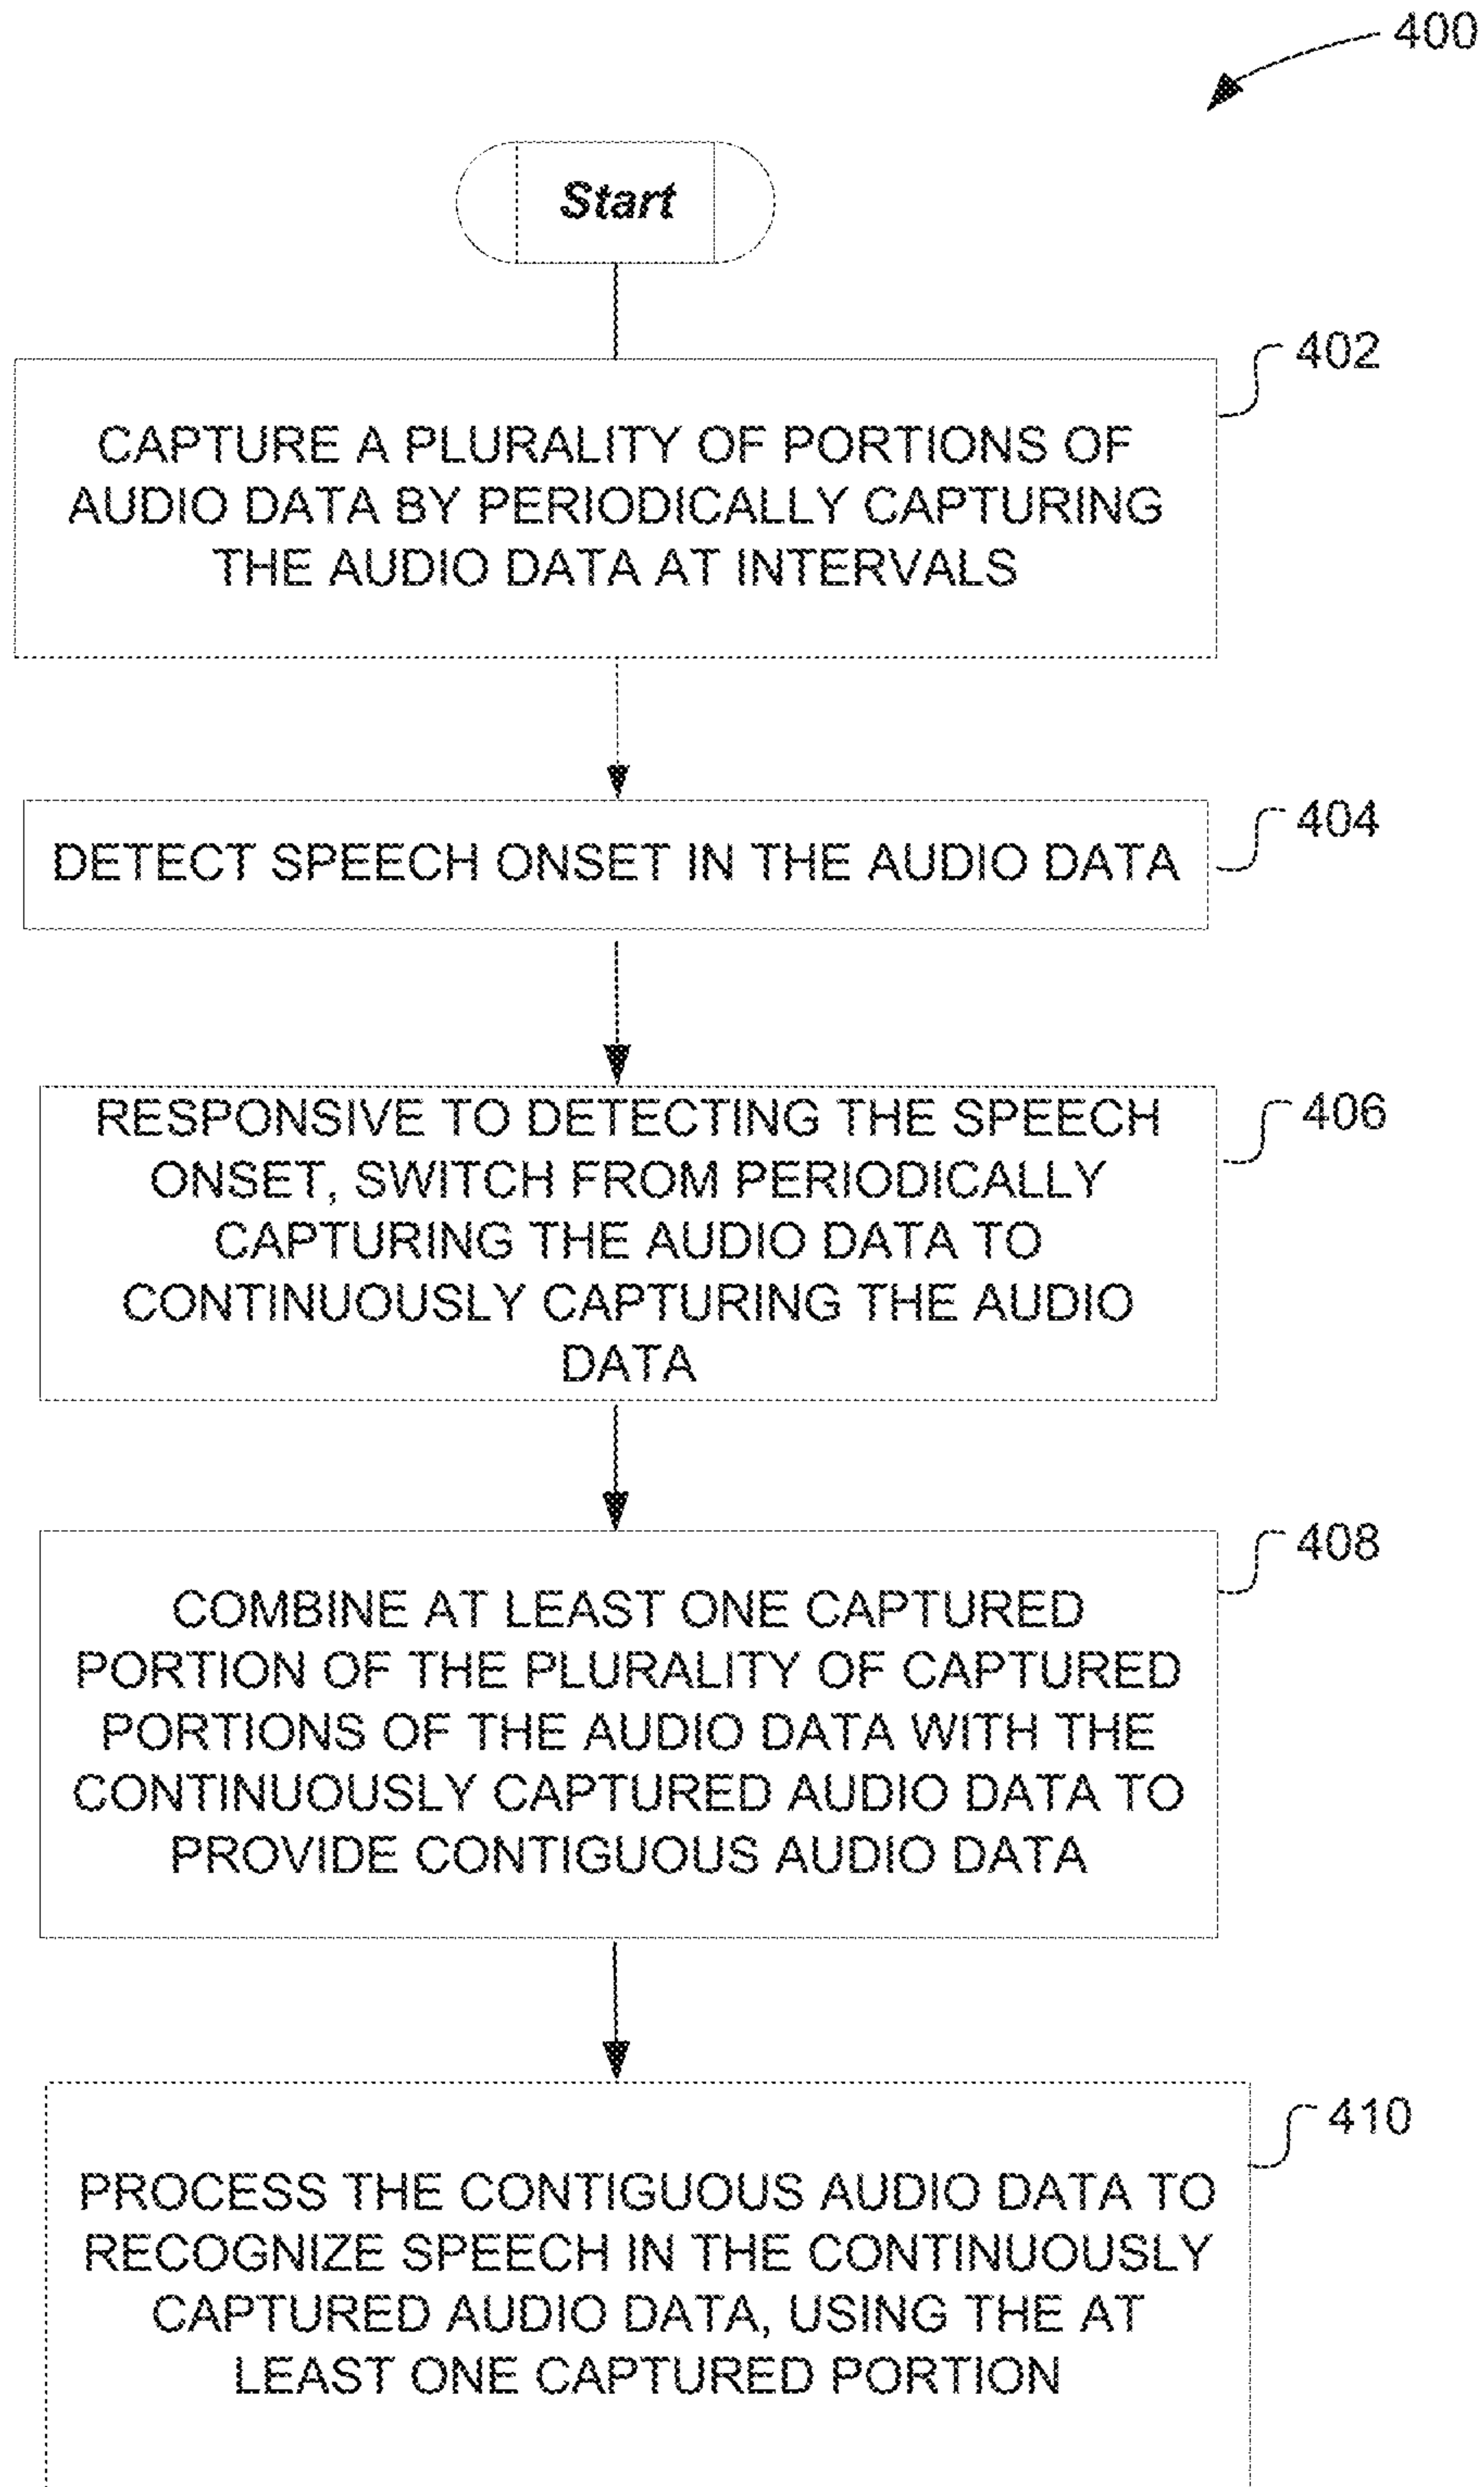 400
Start
402
CAPTURE A PLURALITY OF PORTIONS OF
AUDIO DATA BY PERIODICALLY CAPTURING
THE AUDIO DATA AT INTERVALS
404
DETECT SPEECH ONSET IN THE AUDIO DATA
406
RESPONSIVE TO DETECTING THE SPEECH
ONSET, SWITCH FROM PERIODICALLY
CAPTURING THE AUDIO DATA TO
CONTINUOUSLY CAPTURING THE AUDIO
DATA
408
COMBINE AT LEAST ONE CAPTURED
PORTION OF THE PLURALITY OF CAPTURED
PORTIONS OF THE AUDIO DATA WITH THE
CONTINUOUSLY CAPTURED AUDIO DATA TO
PROVIDE CONTIGUOUS AUDIO DATA
410
PROCESS THE CONTIGUOUS AUDIO DATA TO
RECOGNIZE SPEECH IN THE CONTINUOUSLY
CAPTURED AUDIO DATA, USING THE AT
LEAST ONE CAPTURED PORTION